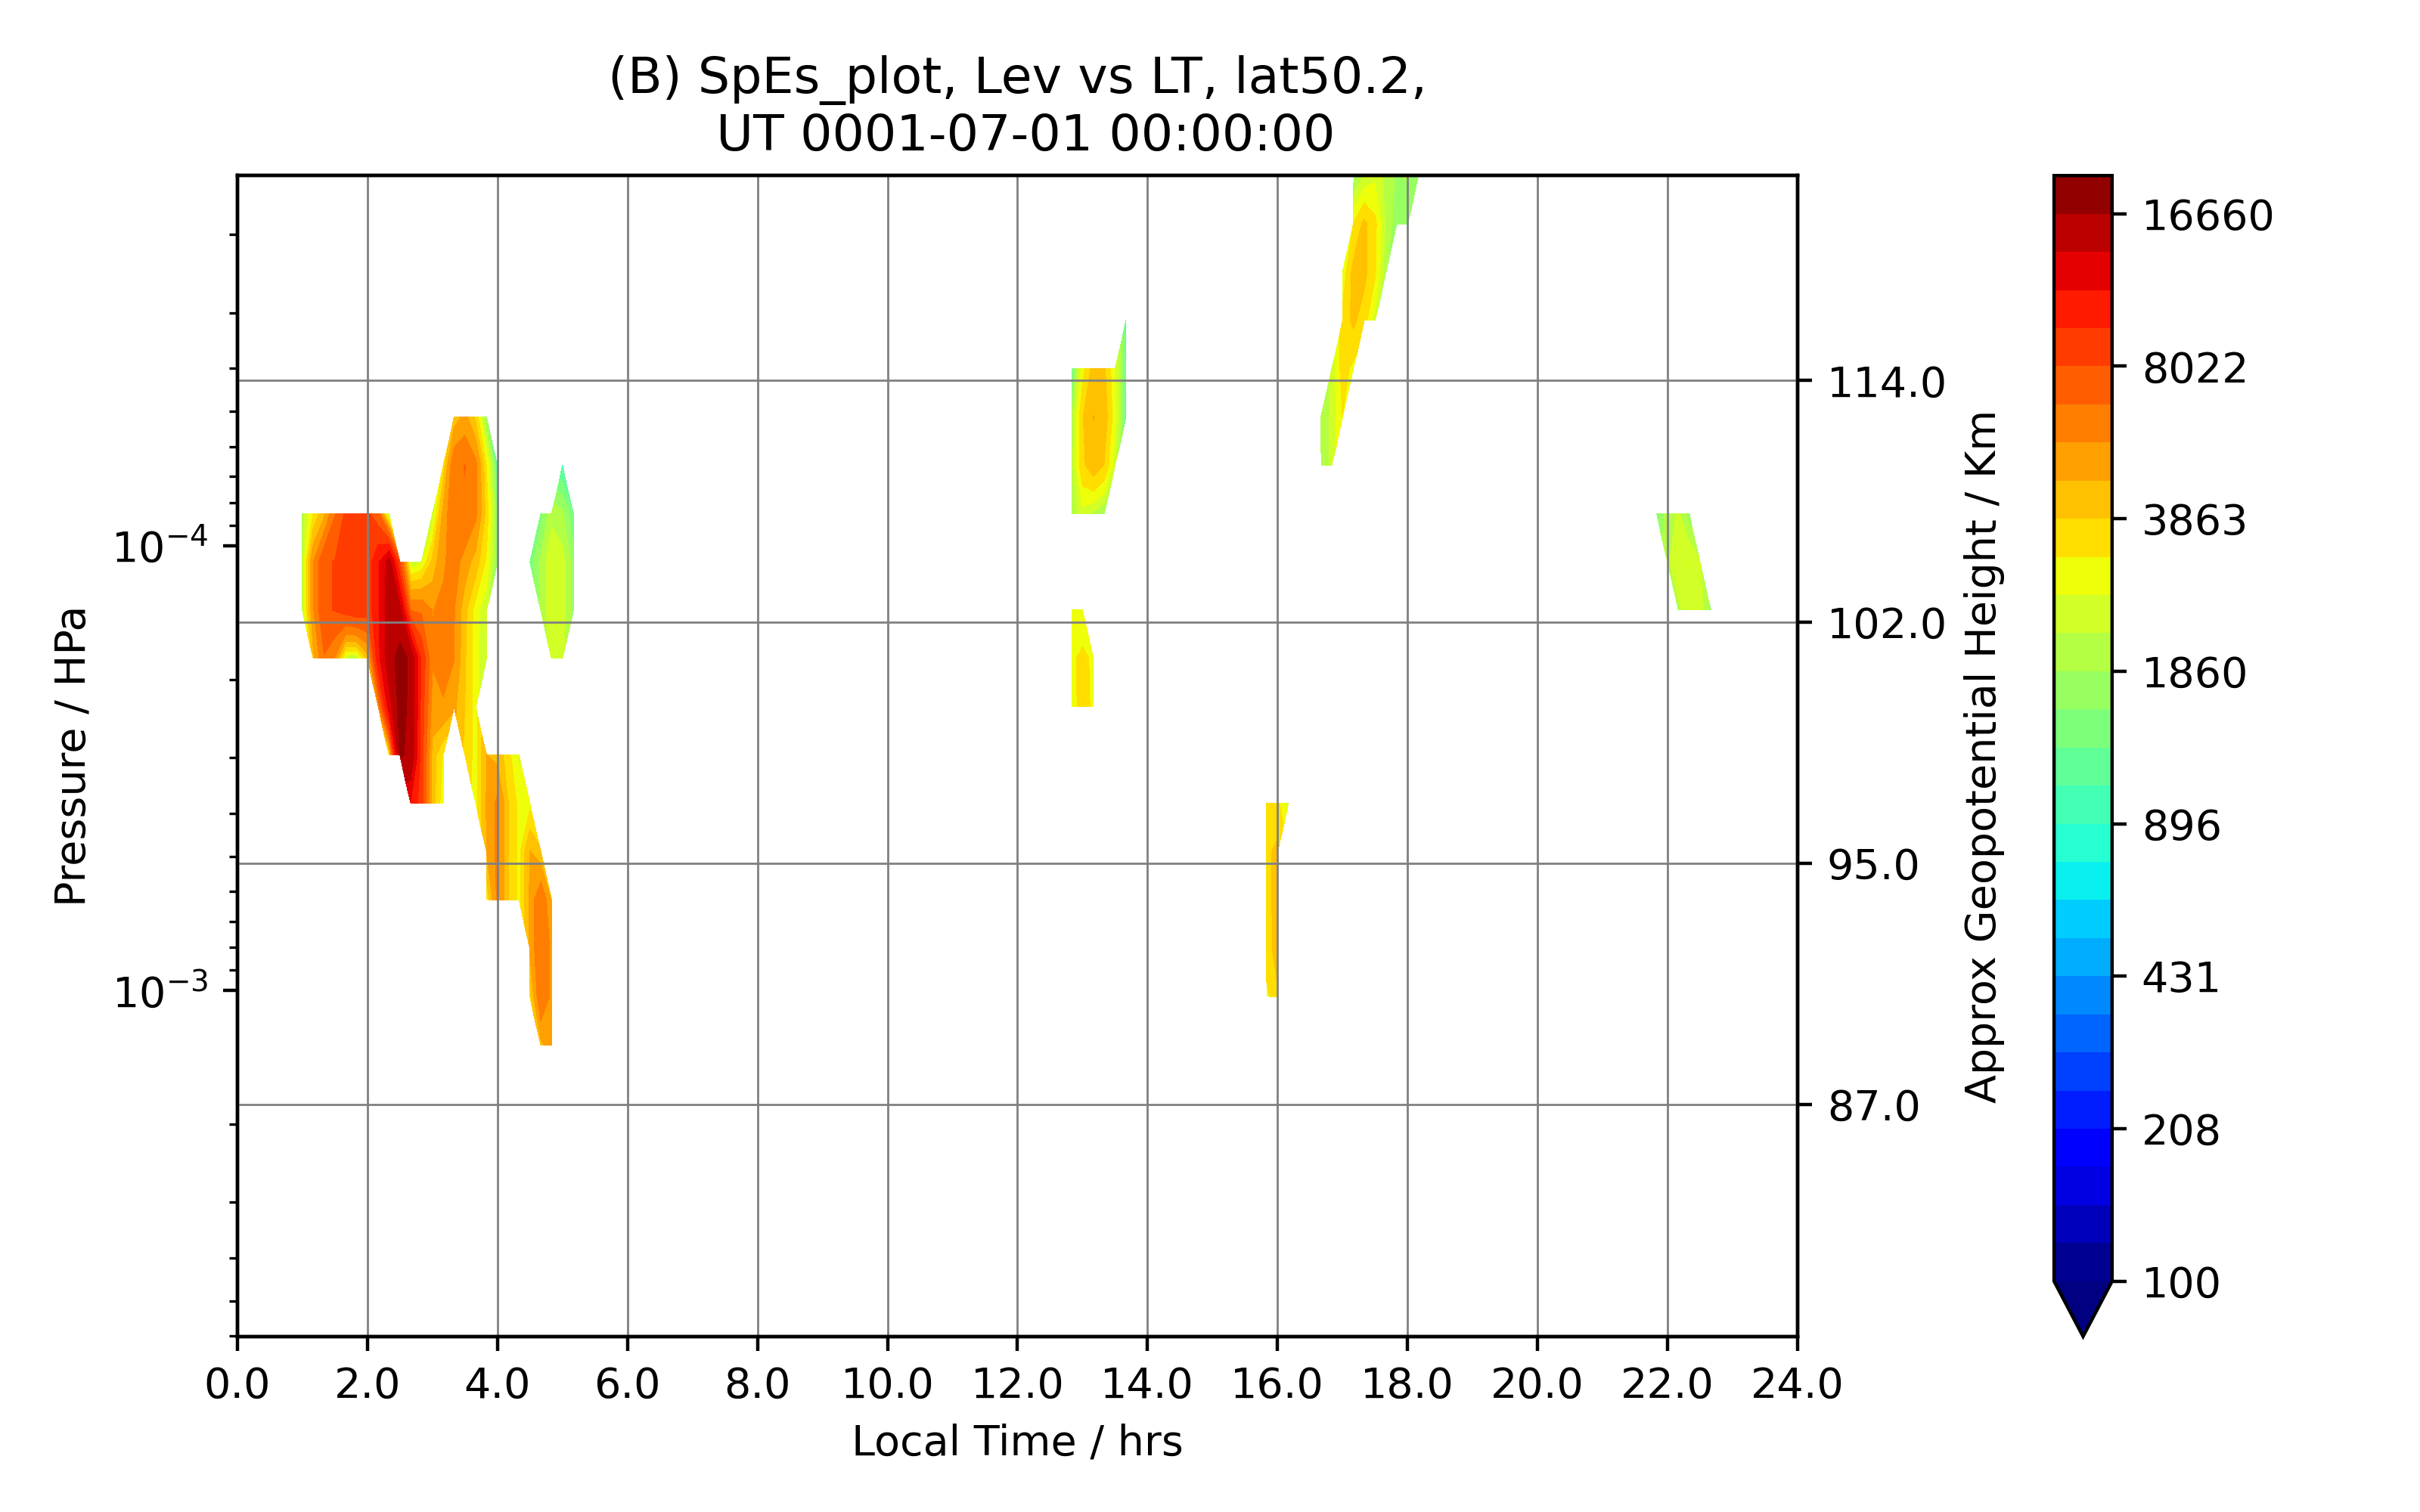 (B) SpEs_plot, Lev vs LT, lat50.2,
UT 0001-07-01 00:00:00
Pressure / HPa
10⁻⁴
10⁻³
0.0 2.0 4.0 6.0 8.0 10.0 12.0 14.0 16.0 18.0 20.0 22.0 24.0
Local Time / hrs
114.0
102.0
95.0
87.0
Approx Geopotential Height / Km
16660
8022
3863
1860
896
431
208
100